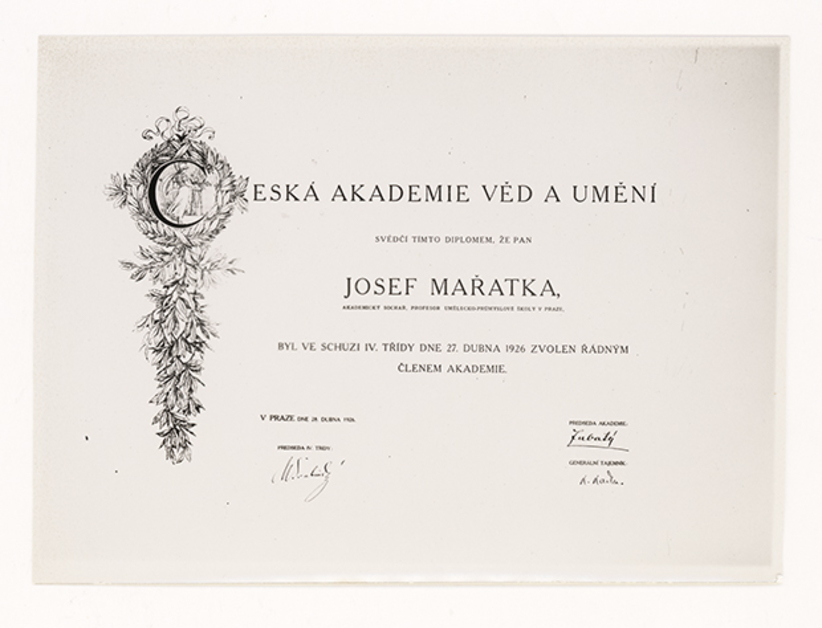 ČESKÁ AKADEMIE VĚD A UMĚNÍ
SVĚDČÍ TÍMTO DIPLOMEM, ŽE PAN
JOSEF MAŘATKA,
AKADEMICKÝ SOCHAŘ, PROFESOR UMĚLECKO-PRŮMYSLOVÉ ŠKOLY V PRAZE,
BYL VE SCHUZI IV. TŘÍDY DNE 27. DUBNA 1926 ZVOLEN ŘÁDNÝM
ČLENEM AKADEMIE.
V PRAZE DNE 28. DUBNA 1926.
PŘEDSEDA AKADEMIE:
Zubatý
PŘEDSEDA IV. TŘÍDY:
GENERÁLNÍ TAJEMNÍK: